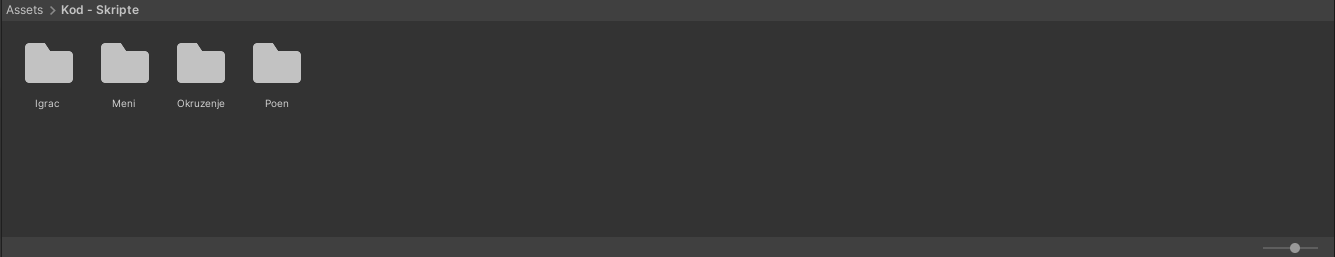 Assets > Kod - Skripte
Igrac Meni Okruzenje Poen